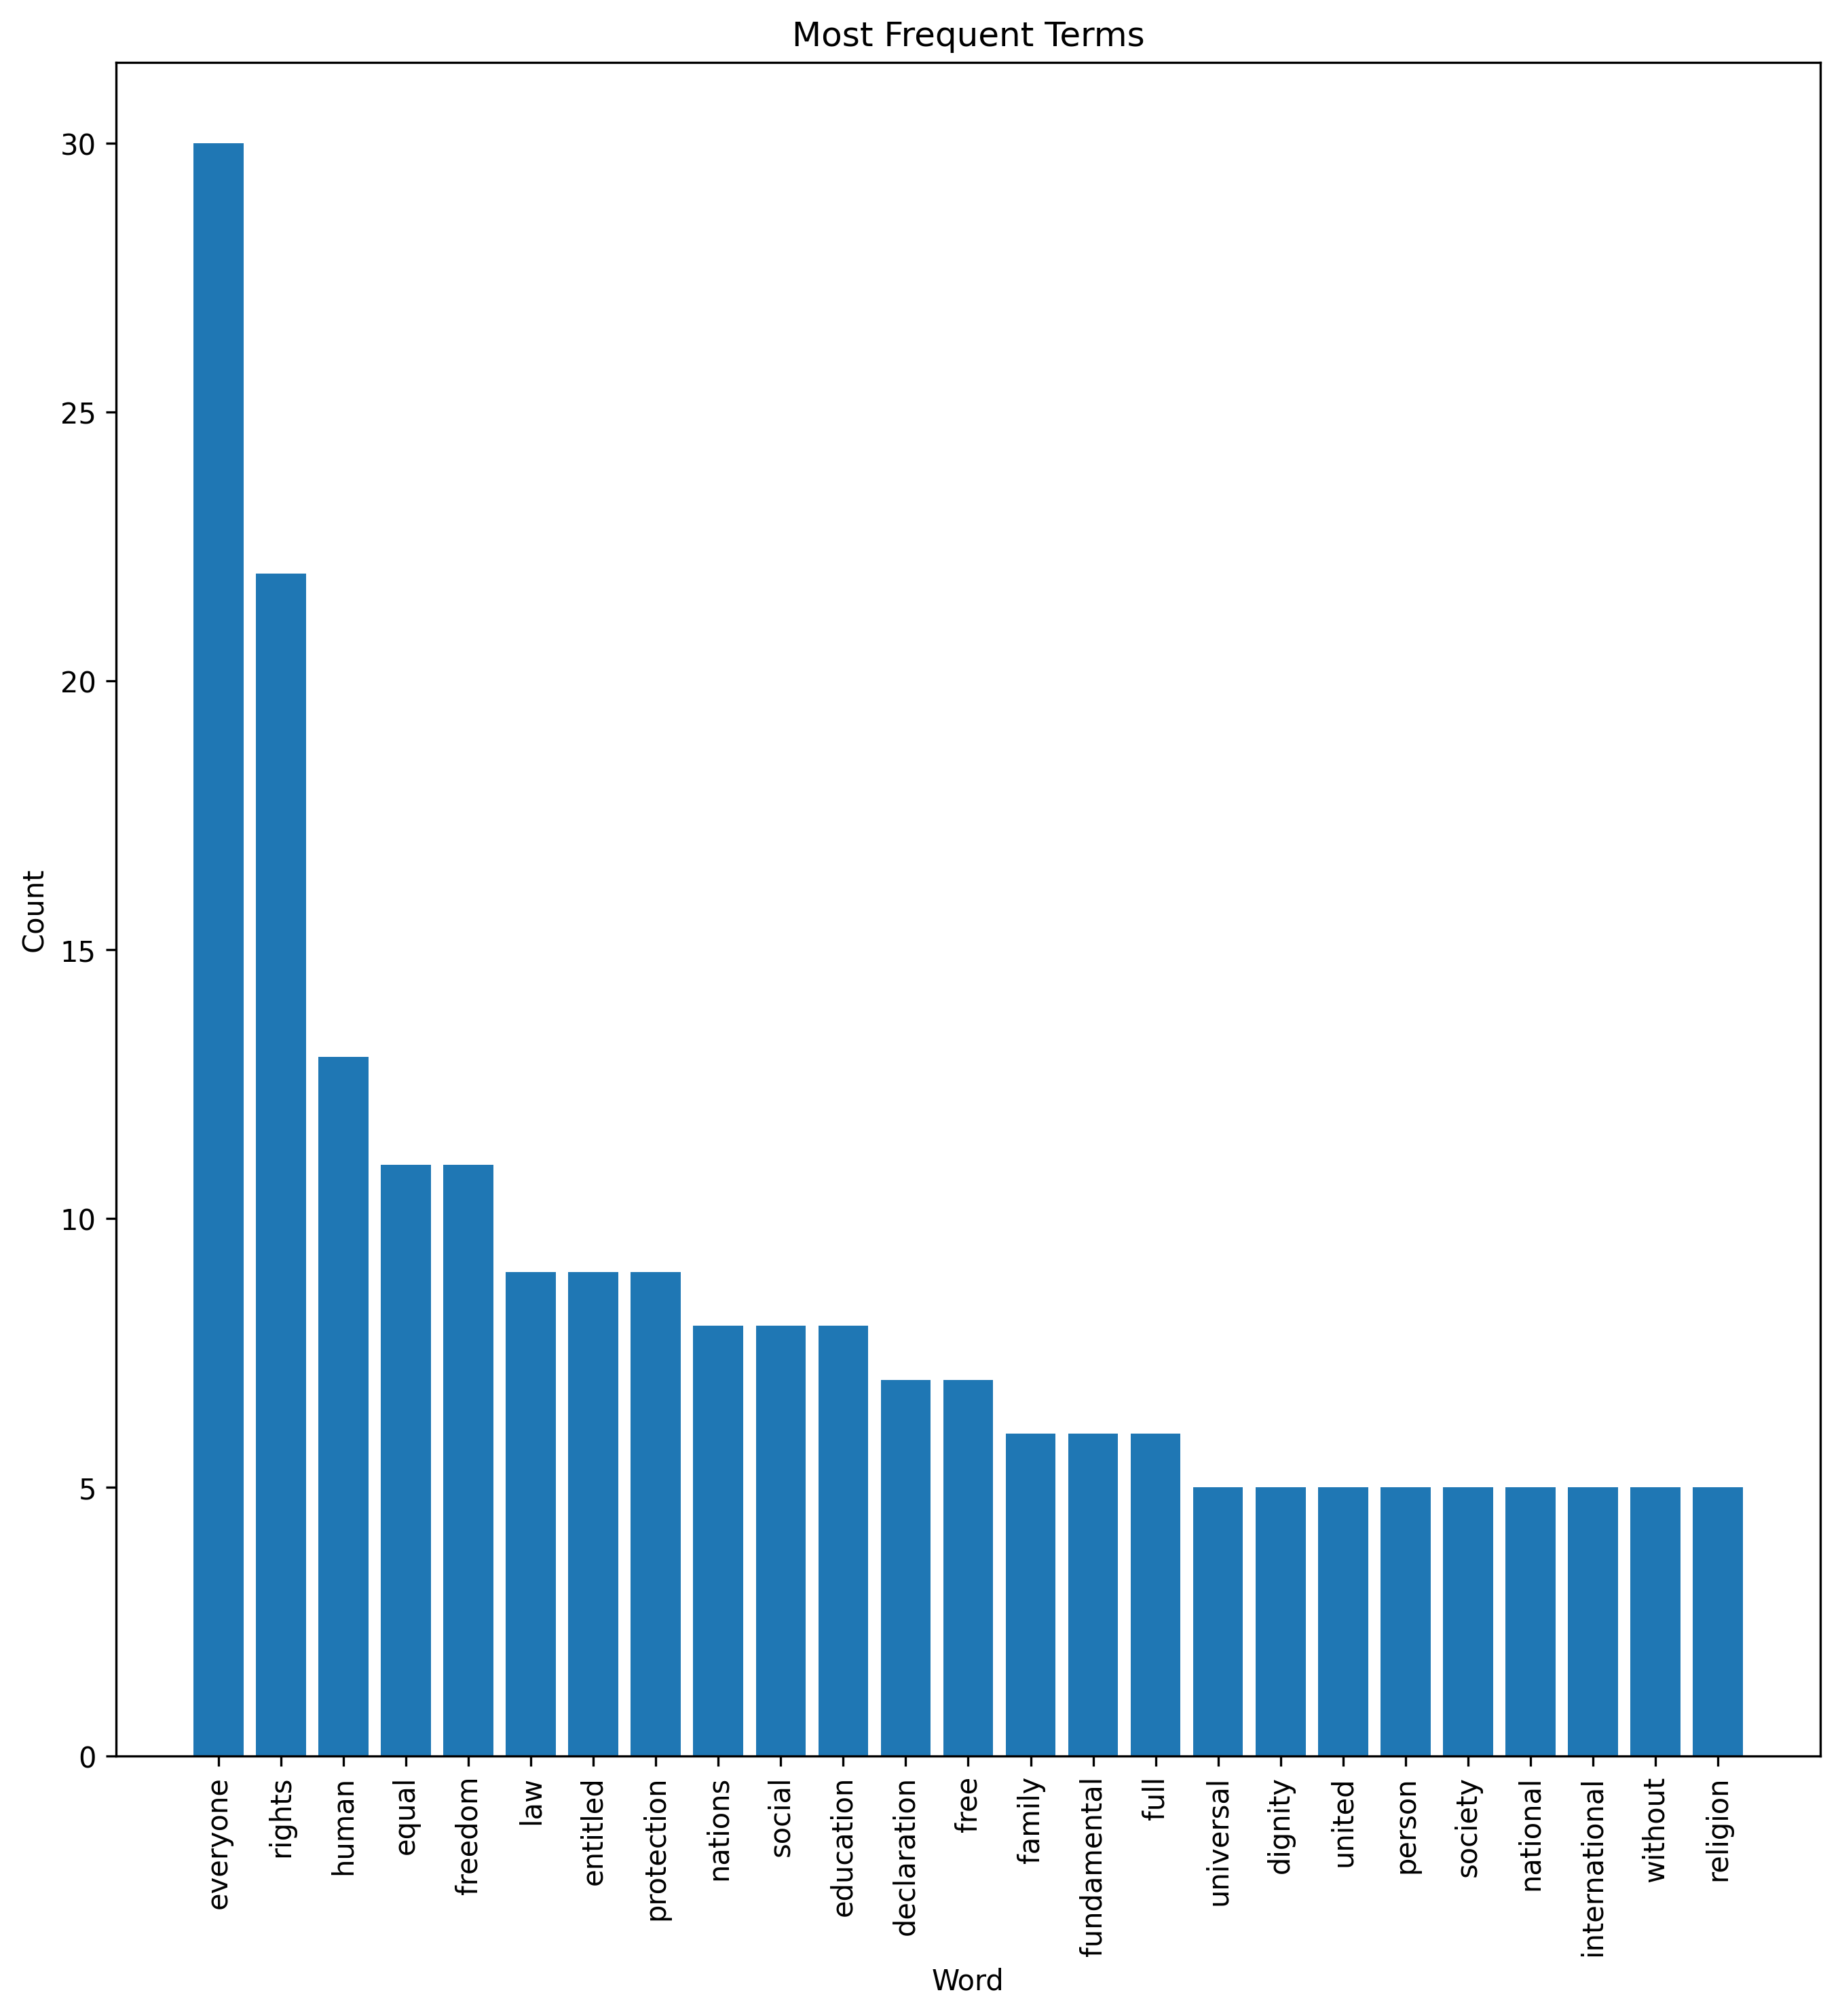 Most Frequent Terms
Count
30
25
20
15
10
5
0
everyone
rights
human
equal
freedom
law
entitled
protection
nations
social
education
declaration
free
family
fundamental
full
universal
dignity
united
person
society
national
international
without
religion
Word